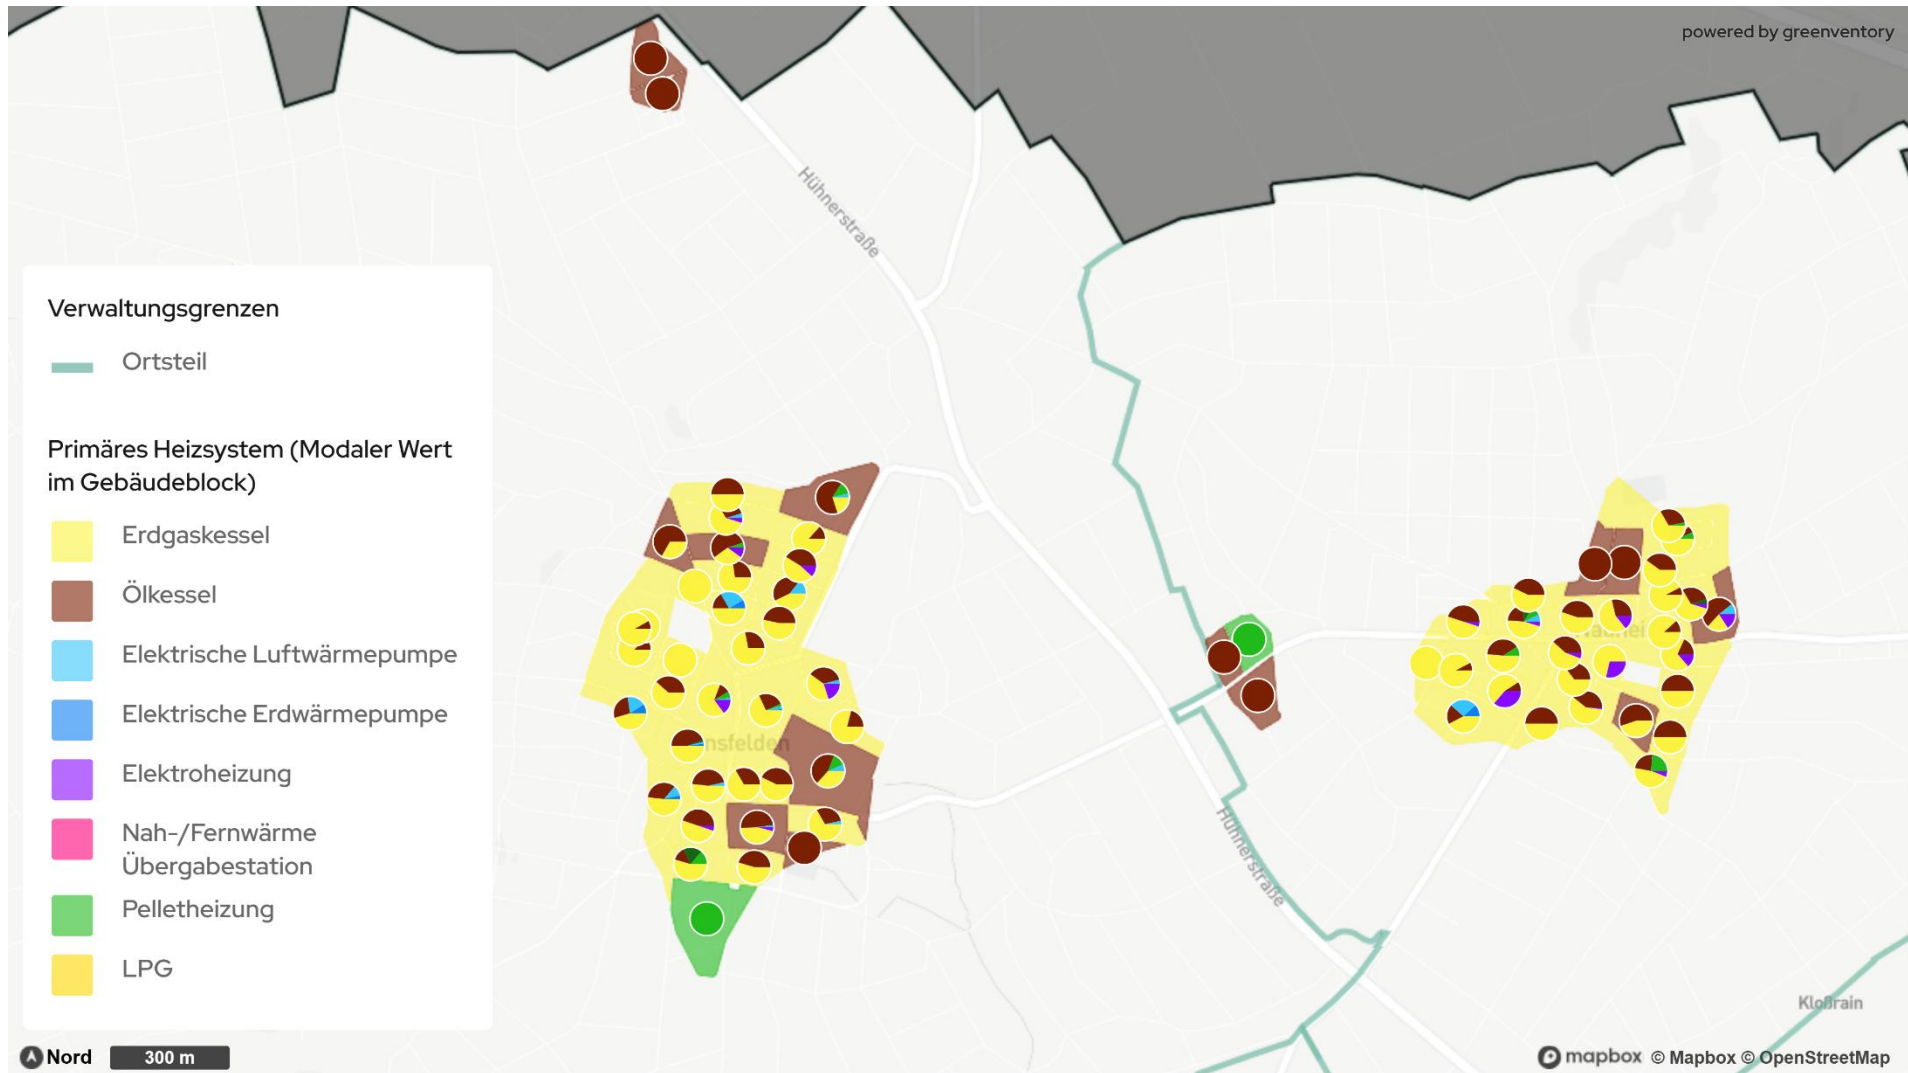 powered by greenventory
Hühnerstraße
Verwaltungsgrenzen
Ortsteil
Primäres Heizsystem (Modaler Wert
im Gebäudeblock)
Erdgaskessel
Ölkessel
Elektrische Luftwärmepumpe
Elektrische Erdwärmepumpe
Elektroheizung
Nah-/Fernwärme
Übergabestation
Pelletheizung
LPG
nsfelden
Hühnerstraße
Kloßrain
Nord
300 m
mapbox © Mapbox © OpenStreetMap